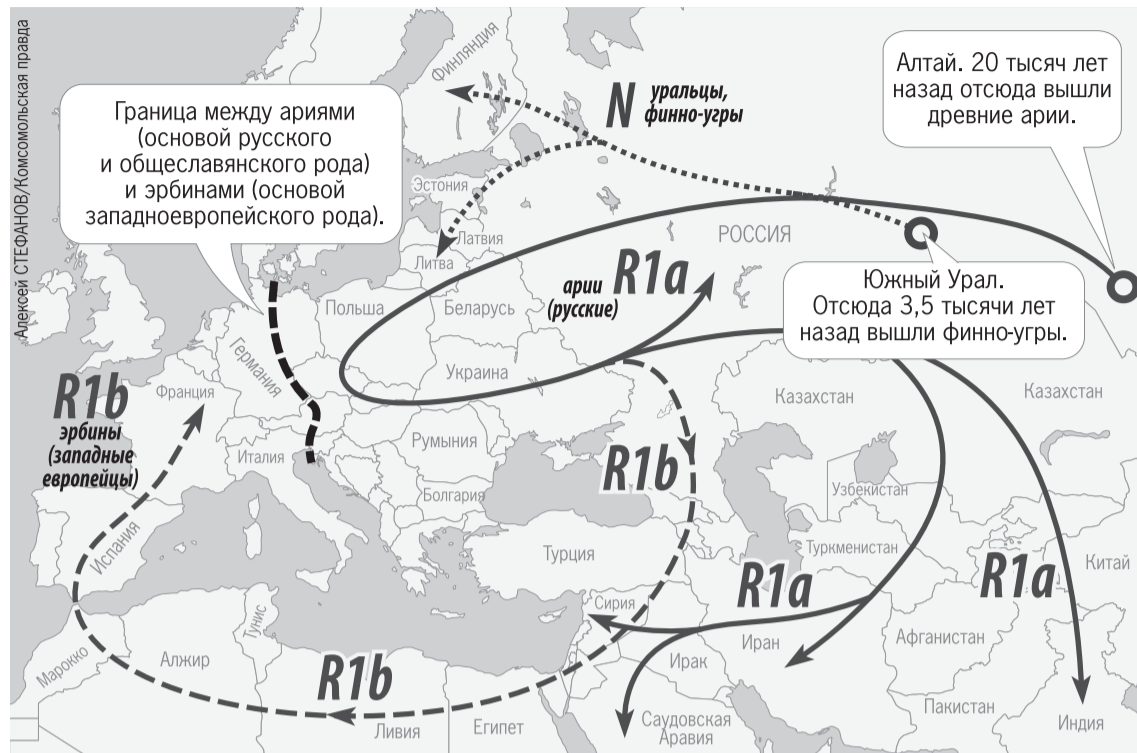 Алексей СТЕФАНОВ/Комсомольская правда
Финляндия
N уральцы,
финно-угры
Алтай. 20 тысяч лет
назад отсюда вышли
древние арии.
Граница между ариями
(основой русского
и общеславянского рода)
и эрбинами (основой
западноевропейского рода).
Эстония
Латвия
Литва
РОССИЯ
Южный Урал.
Отсюда 3,5 тысячи лет
назад вышли финно-угры.
арии
(русские)
R1a
Польша
Беларусь
Германия
Украина
Франция
R1b
эрбины
(западные
европейцы)
Казахстан
Казахстан
Румыния
Италия
R1b
Болгария
Узбекистан
Испания
Турция
Туркменистан
R1a
R1a
Китай
Сирия
Тунис
Иран
Афганистан
Марокко
Алжир
Ирак
R1b
Ливия
Египет
Саудовская
Аравия
Пакистан
Индия